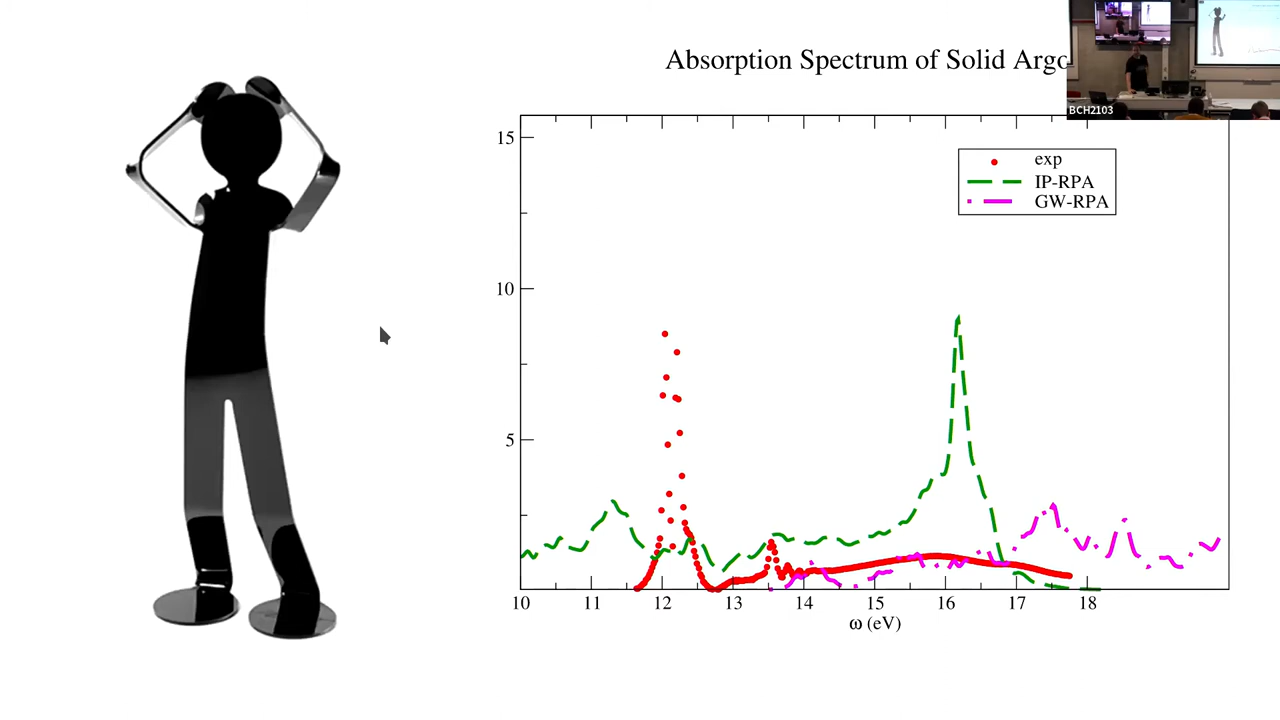 Absorption Spectrum of Solid Argo
BCH2103
exp
IP-RPA
GW-RPA
15
10
5
10 11 12 13 14 15 16 17 18
ω (eV)